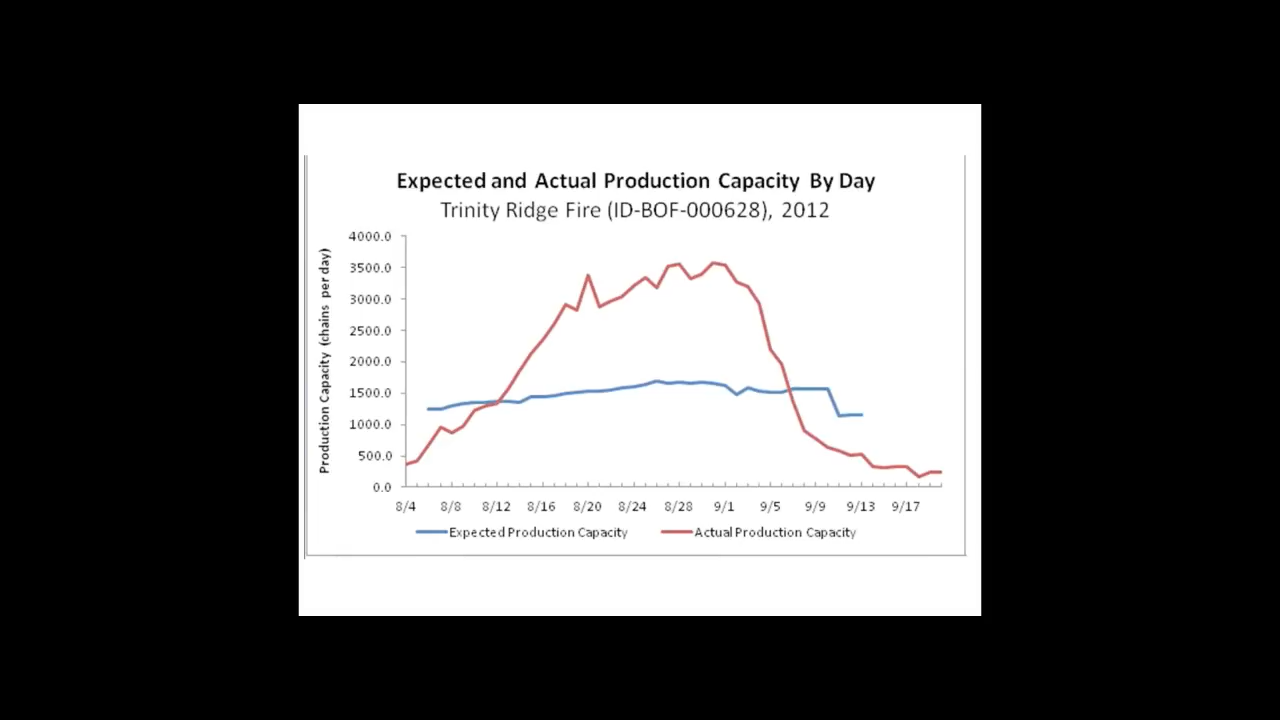 Expected and Actual Production Capacity By Day
Trinity Ridge Fire (ID-BOF-000628), 2012
Production Capacity (chains per day)
4000.0
3500.0
3000.0
2500.0
2000.0
1500.0
1000.0
500.0
0.0
8/4 8/8 8/12 8/16 8/20 8/24 8/28 9/1 9/5 9/9 9/13 9/17
Expected Production Capacity Actual Production Capacity